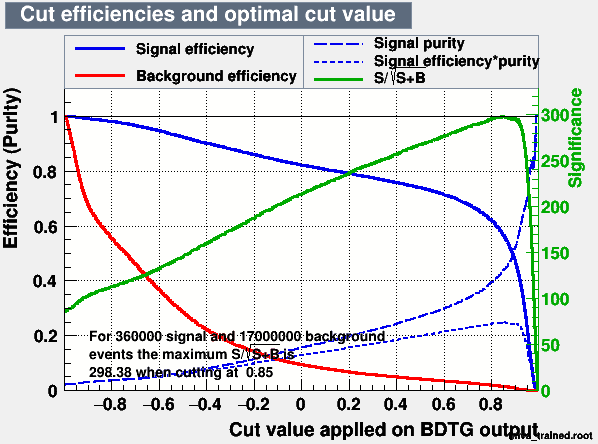 Cut efficiencies and optimal cut value
Signal efficiency
Background efficiency
Signal purity
Signal efficiency*purity
S/√S+B
Efficiency (Purity)
1
0.8
0.6
0.4
0.2
0
Significance
300
250
200
150
100
50
0
For 360000 signal and 17000000 background
events the maximum S/√S+B is
298.38 when cutting at 0.85
−0.8 −0.6 −0.4 −0.2 0 0.2 0.4 0.6 0.8
Cut value applied on BDTG output
trained.root